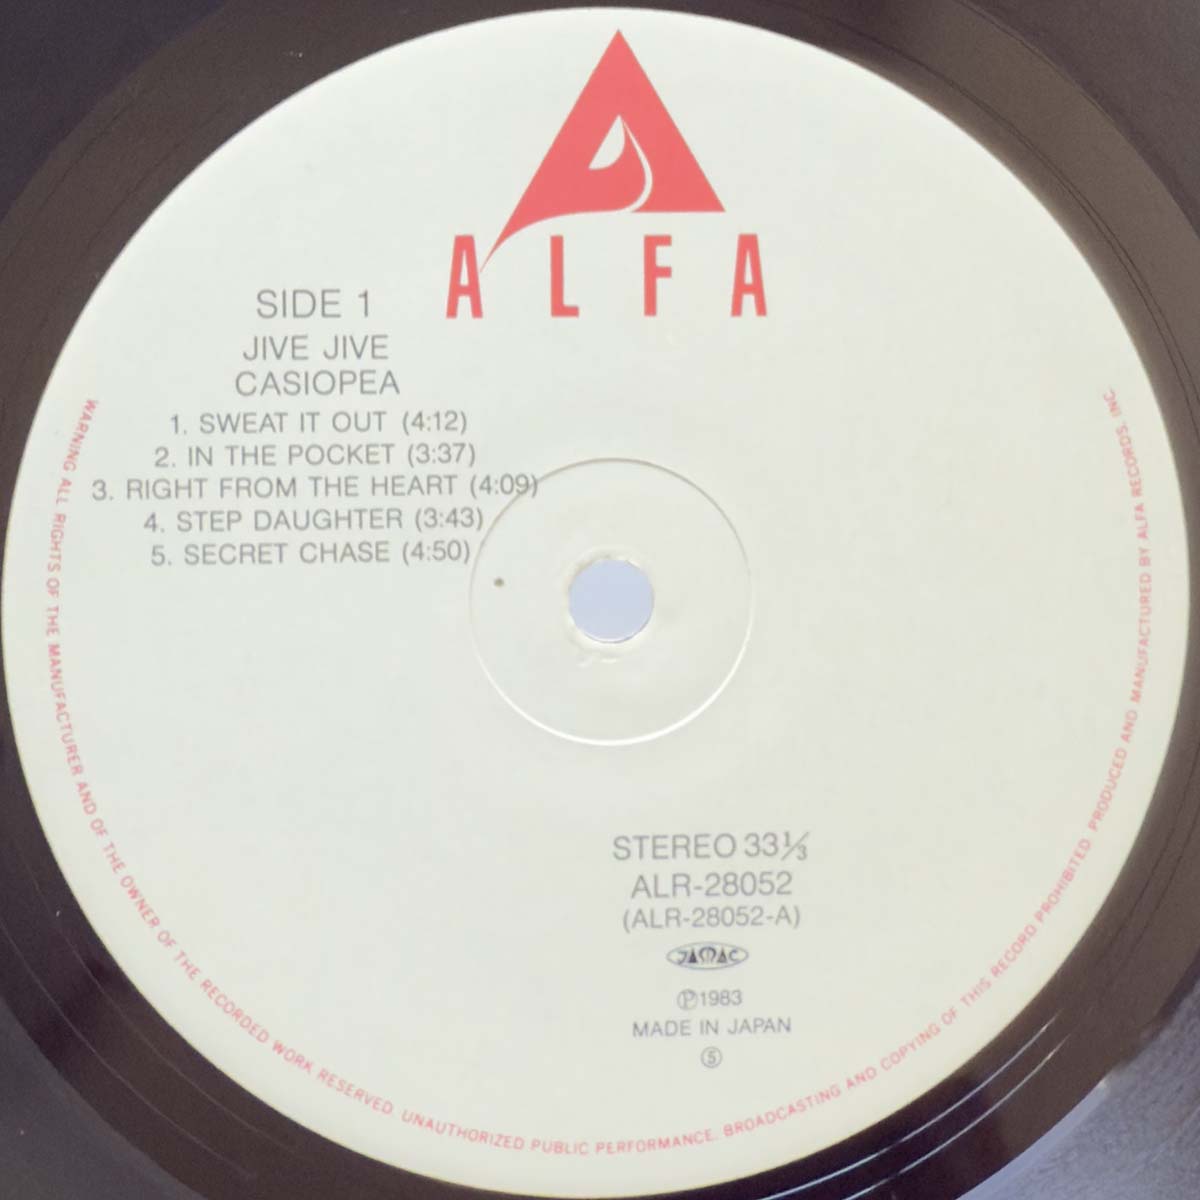 ALFA
SIDE 1
JIVE JIVE
CASIOPEA
1. SWEAT IT OUT (4:12)
2. IN THE POCKET (3:37)
3. RIGHT FROM THE HEART (4:09)
4. STEP DAUGHTER (3:43)
5. SECRET CHASE (4:50)
STEREO 33⅓
ALR-28052
(ALR-28052-A)
JASRAC
Ⓟ1983
MADE IN JAPAN
⑤
WARNING ALL RIGHTS OF THE MANUFACTURER AND OF THE OWNER OF THE RECORDED WORK RESERVED. UNAUTHORIZED PUBLIC PERFORMANCE, BROADCASTING AND COPYING OF THIS RECORD PROHIBITED. PRODUCED AND MANUFACTURED BY ALFA RECORDS, INC.